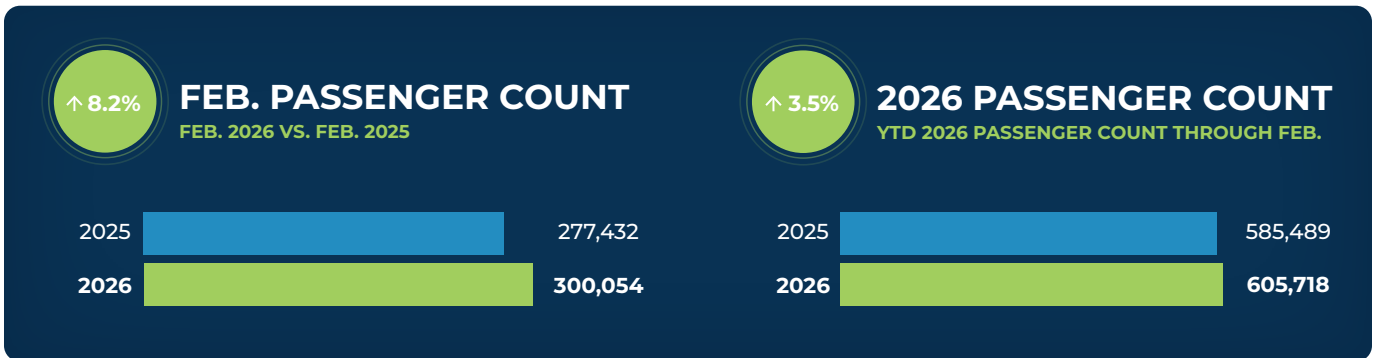 ↑ 8.2%
FEB. PASSENGER COUNT
FEB. 2026 VS. FEB. 2025
2025 277,432
2026 300,054
↑ 3.5%
2026 PASSENGER COUNT
YTD 2026 PASSENGER COUNT THROUGH FEB.
2025 585,489
2026 605,718